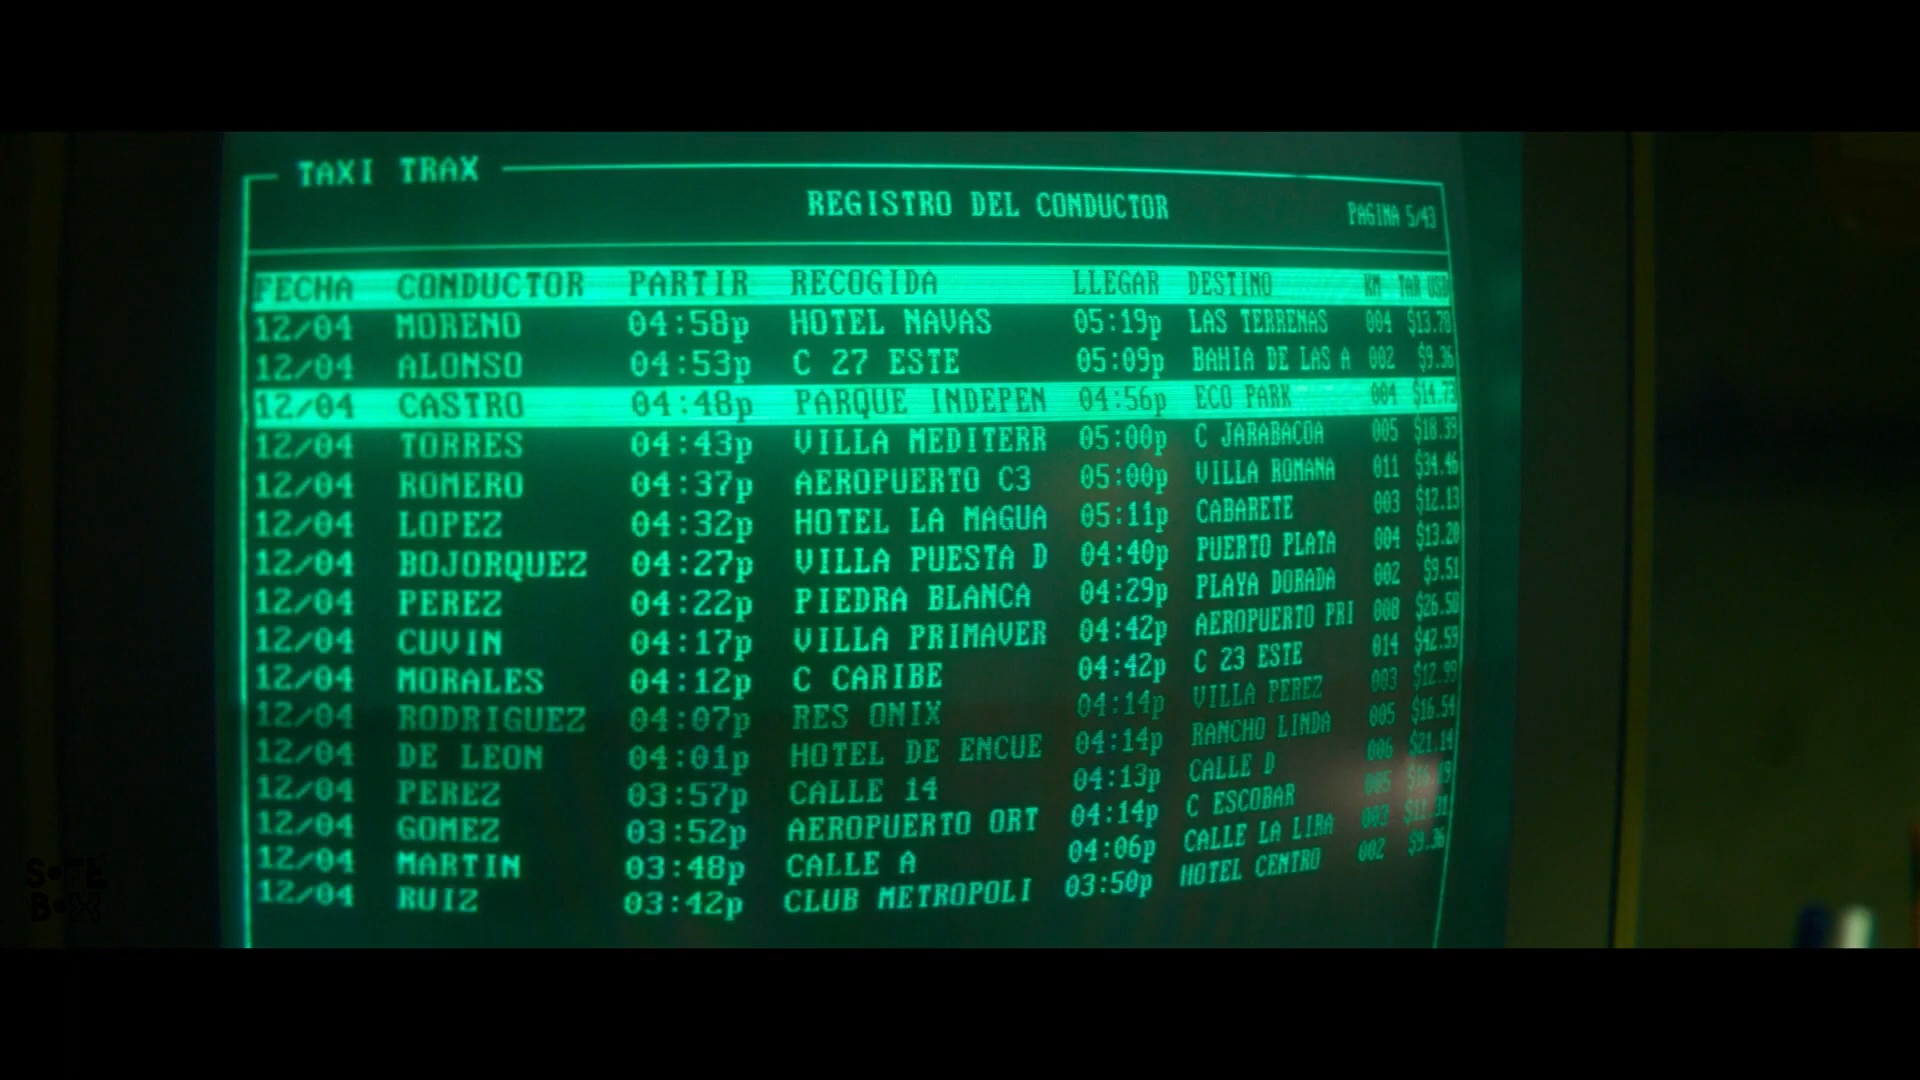 TAXI TRAX
REGISTRO DEL CONDUCTOR
PAGINA 5/43
FECHA CONDUCTOR PARTIR RECOGIDA LLEGAR DESTINO KM TAR USD
12/04 MORENO 04:58p HOTEL NAVAS 05:19p LAS TERRENAS 004 $13.78
12/04 ALONSO 04:53p C 27 ESTE 05:09p BAHIA DE LAS A 002 $9.36
12/04 CASTRO 04:48p PARQUE INDEPEN 04:56p ECO PARK 004 $14.73
12/04 TORRES 04:43p VILLA MEDITERR 05:00p C JARABACOA 005 $18.39
12/04 ROMERO 04:37p AEROPUERTO C3 05:00p VILLA ROMANA 011 $34.46
12/04 LOPEZ 04:32p HOTEL LA MAGUA 05:11p CABARETE 003 $12.13
12/04 BOJORQUEZ 04:27p VILLA PUESTA D 04:40p PUERTO PLATA 004 $13.20
12/04 PEREZ 04:22p PIEDRA BLANCA 04:29p PLAYA DORADA 002 $9.51
12/04 CUVIN 04:17p VILLA PRIMAVER 04:42p AEROPUERTO PRI 008 $26.50
12/04 MORALES 04:12p C CARIBE 04:42p C 23 ESTE 014 $42.59
12/04 RODRIGUEZ 04:07p RES ONIX 04:14p VILLA PEREZ 003 $12.99
12/04 DE LEON 04:01p HOTEL DE ENCUE 04:14p RANCHO LINDA 005 $16.54
12/04 PEREZ 03:57p CALLE 14 04:13p CALLE D 006 $21.14
12/04 GOMEZ 03:52p AEROPUERTO ORT 04:14p C ESCOBAR 005
12/04 MARTIN 03:48p CALLE A 04:06p CALLE LA LIRA 003 $11.31
12/04 RUIZ 03:42p CLUB METROPOLI 03:50p HOTEL CENTRO 002 $9.36